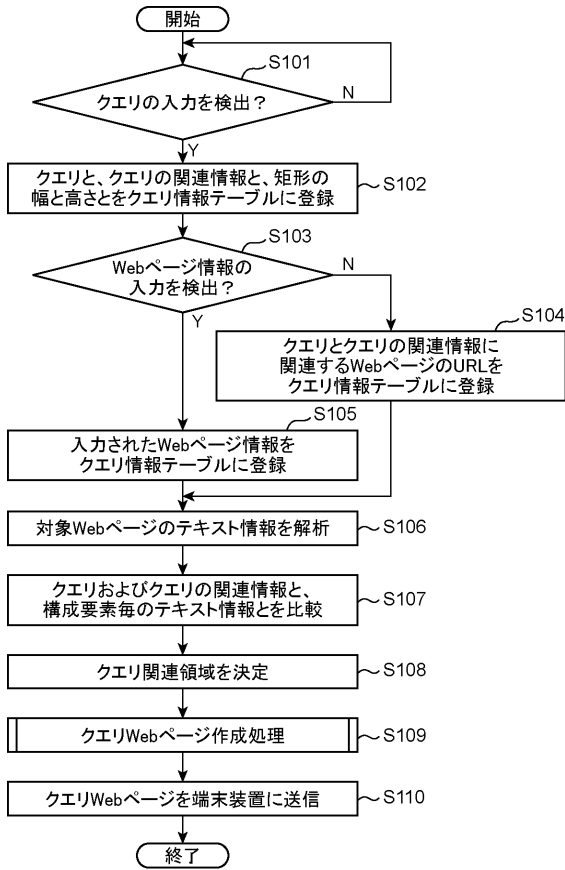 開始
S101
クエリの入力を検出？
N
Y
クエリと、クエリの関連情報と、矩形の
幅と高さとをクエリ情報テーブルに登録
S102
S103
Webページ情報の
入力を検出？
N
Y
S104
クエリとクエリの関連情報に
関連するWebページのURLを
クエリ情報テーブルに登録
S105
入力されたWebページ情報を
クエリ情報テーブルに登録
対象Webページのテキスト情報を解析
S106
クエリおよびクエリの関連情報と、
構成要素毎のテキスト情報とを比較
S107
クエリ関連領域を決定
S108
クエリWebページ作成処理
S109
クエリWebページを端末装置に送信
S110
終了